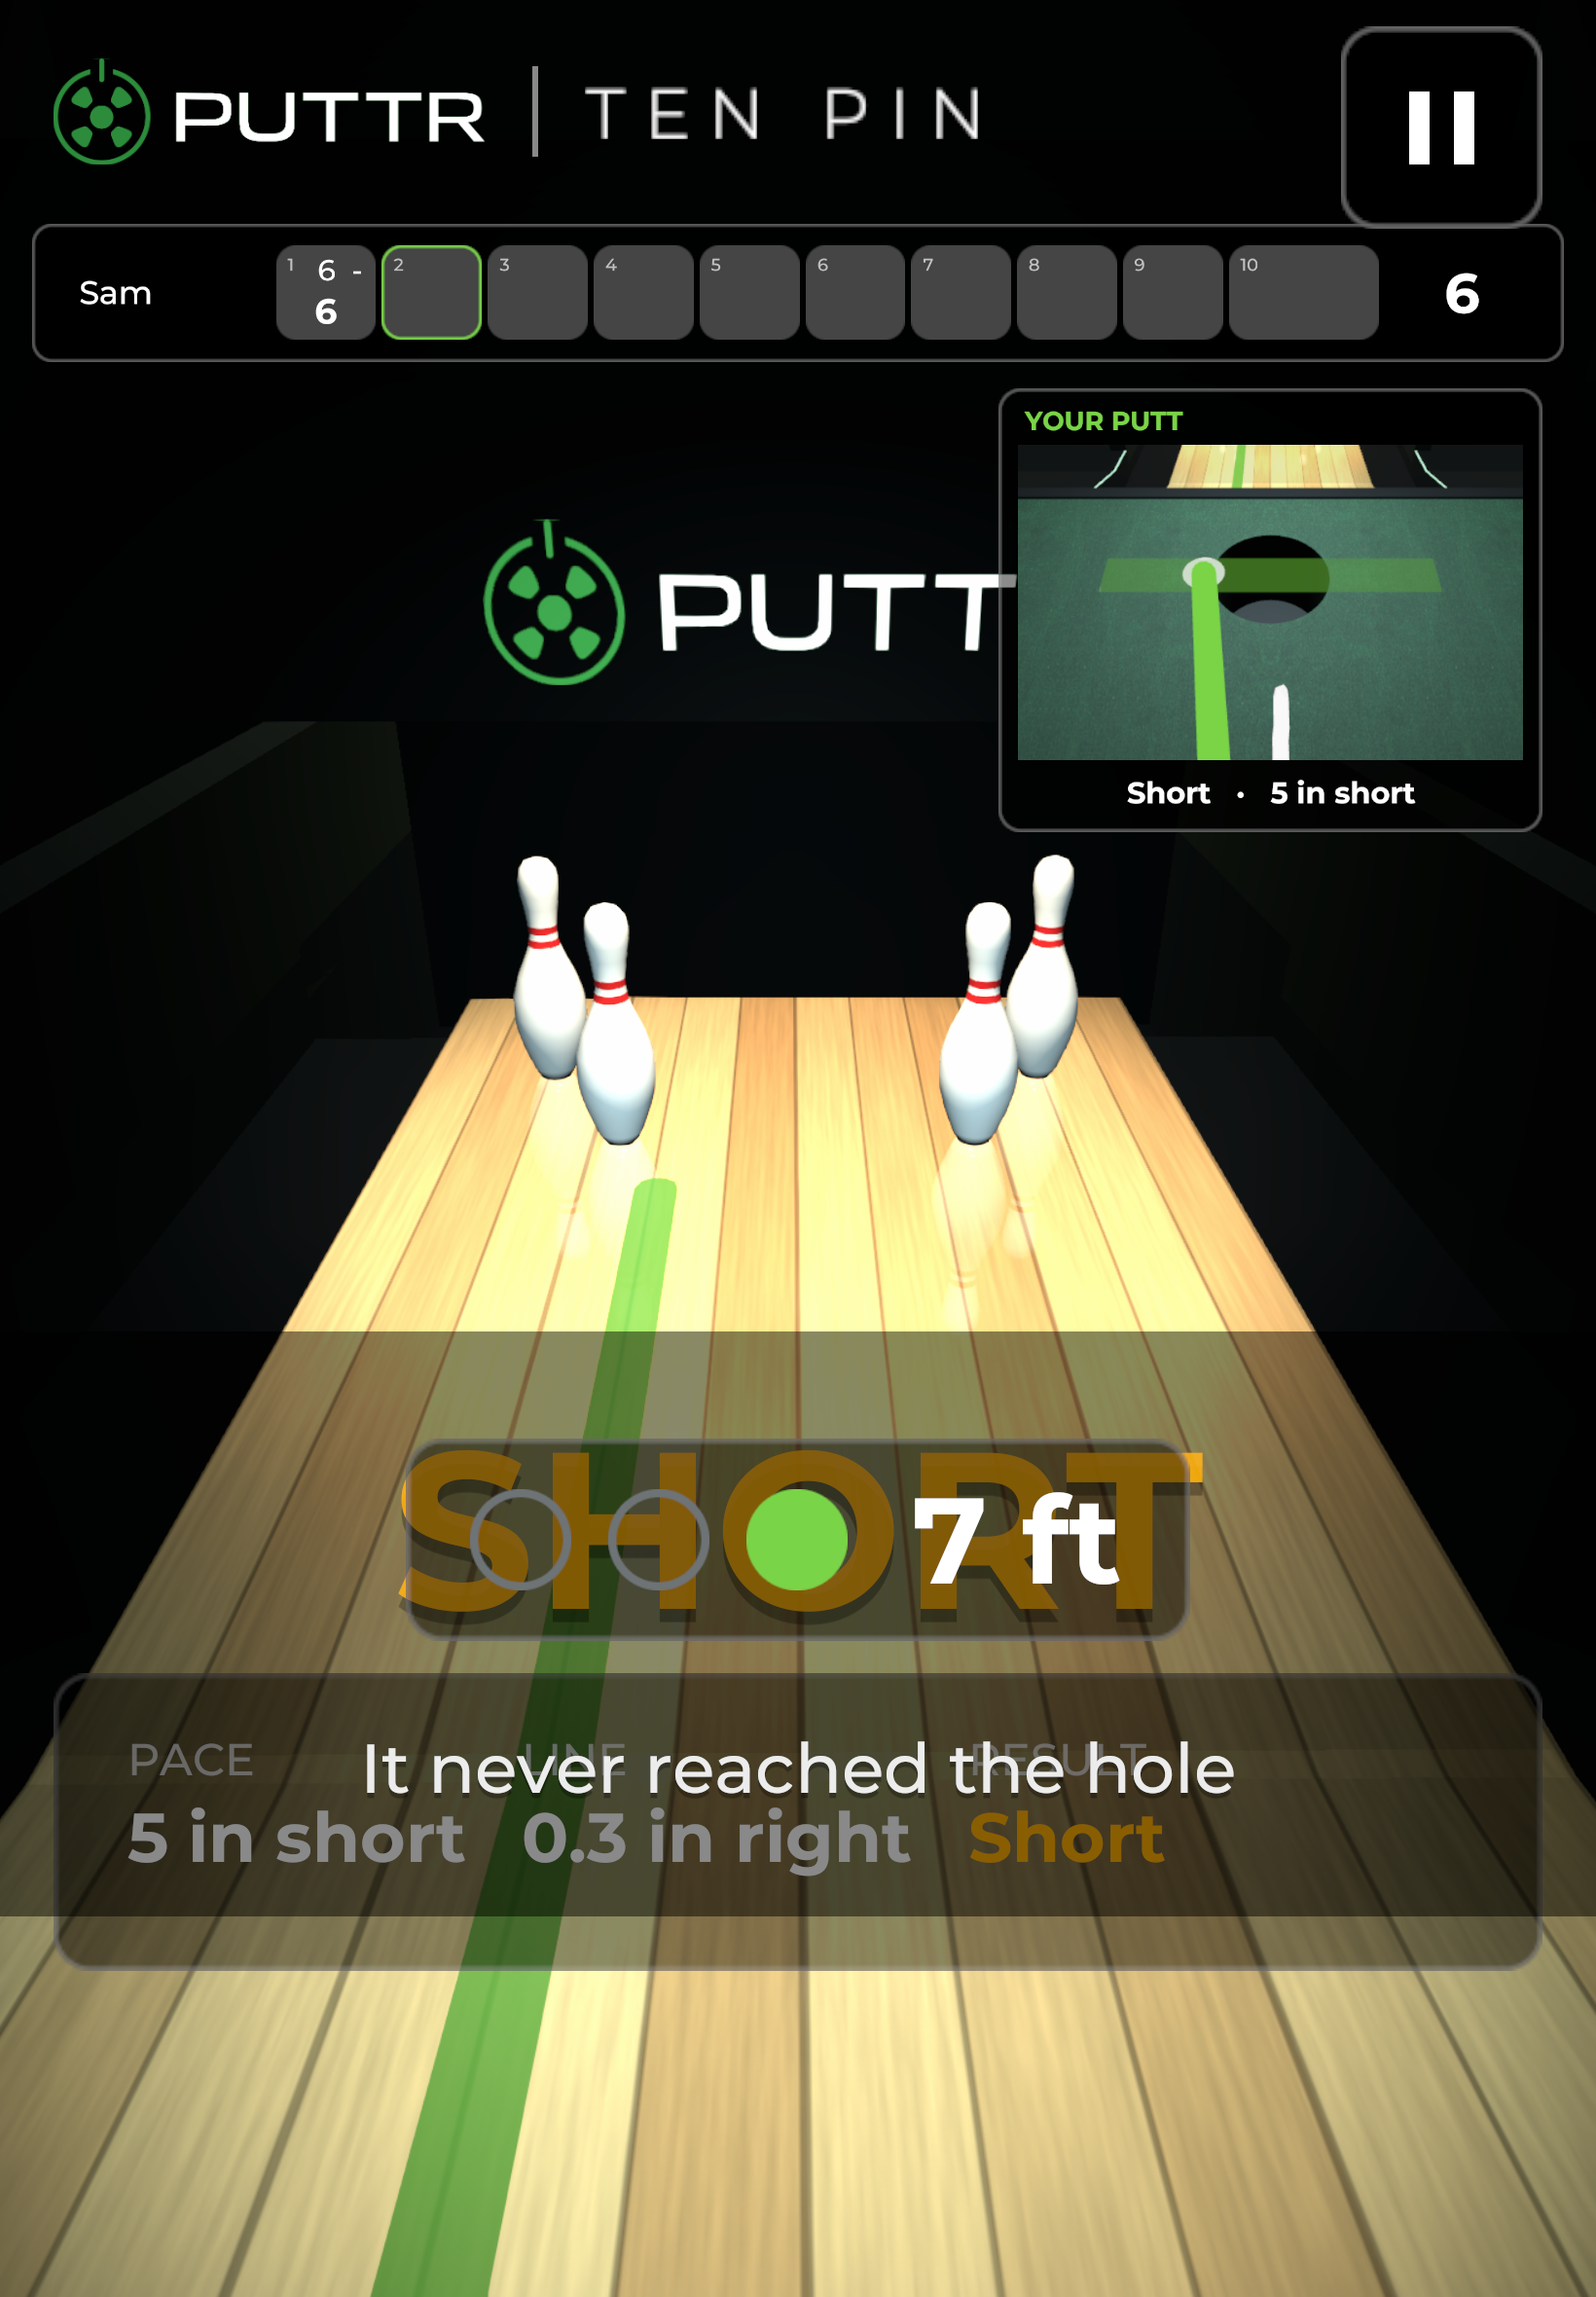 PUTTR | TEN PIN
Sam
1 6 -
6
2
3
4
5
6
7
8
9
10
6
YOUR PUTT
Short · 5 in short
PUTT
SHORT
7 ft
It never reached the hole
PACE LINE RESULT
5 in short 0.3 in right Short